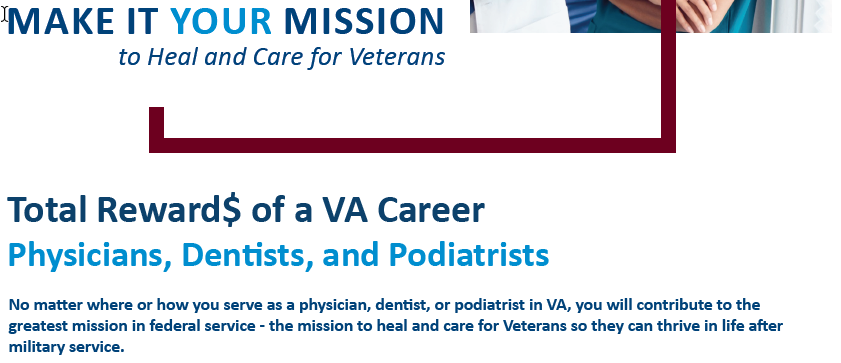 MAKE IT YOUR MISSION
to Heal and Care for Veterans
Total Reward$ of a VA Career
Physicians, Dentists, and Podiatrists
No matter where or how you serve as a physician, dentist, or podiatrist in VA, you will contribute to the
greatest mission in federal service - the mission to heal and care for Veterans so they can thrive in life after
military service.